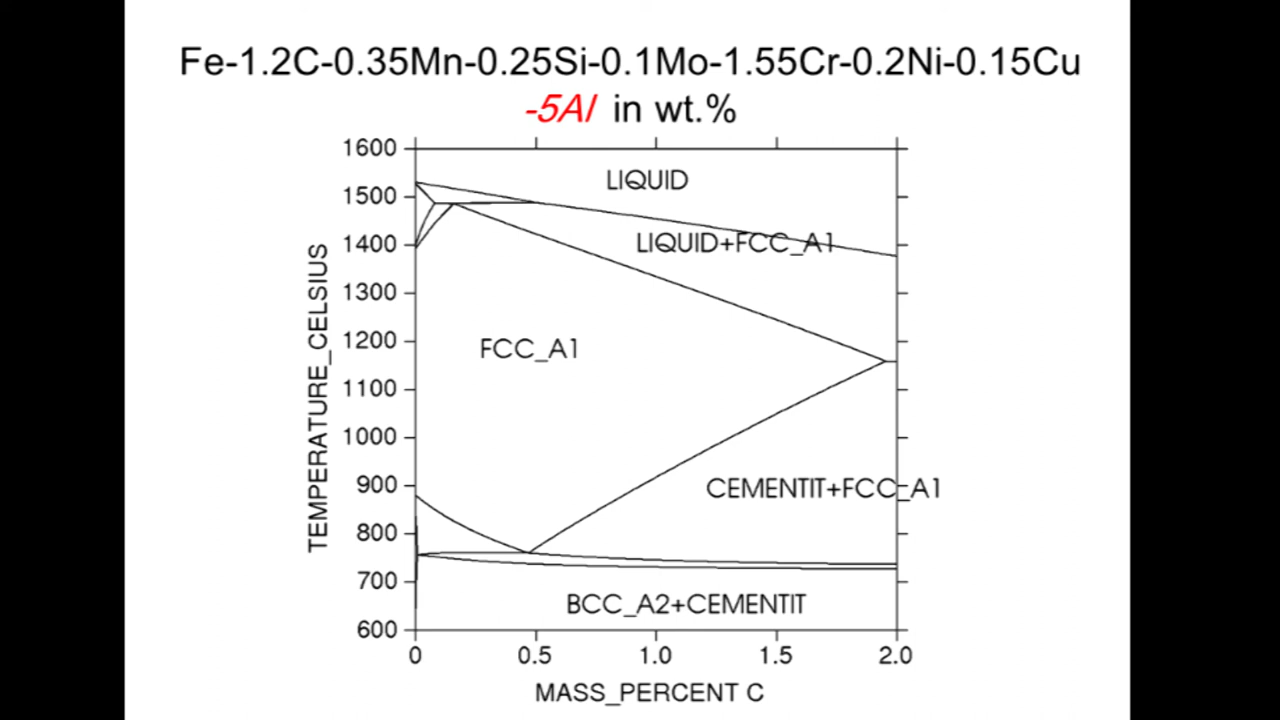 Fe-1.2C-0.35Mn-0.25Si-0.1Mo-1.55Cr-0.2Ni-0.15Cu
-5Al in wt.%
1600
LIQUID
1500
LIQUID+FCC_A1
1400
1300
1200
FCC_A1
1100
1000
900
CEMENTIT+FCC_A1
800
700
BCC_A2+CEMENTIT
600
TEMPERATURE_CELSIUS
0 0.5 1.0 1.5 2.0
MASS_PERCENT C